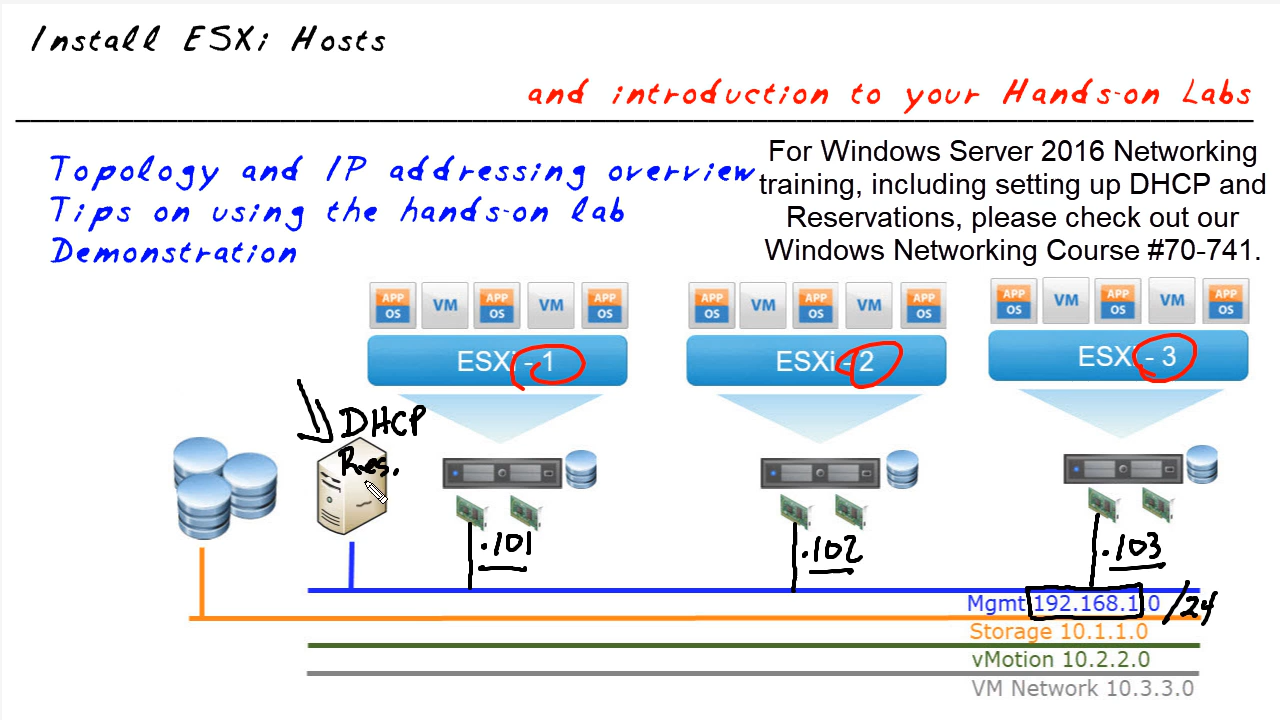 Install ESXi Hosts
and introduction to your Hands-on Labs
Topology and IP addressing overview
Tips on using the hands-on lab
Demonstration
For Windows Server 2016 Networking
training, including setting up DHCP and
Reservations, please check out our
Windows Networking Course #70-741.
APP OS VM APP OS VM APP OS
APP OS VM APP OS VM APP OS
APP OS VM APP OS VM APP OS
ESXi - 1
ESXi - 2
ESXi - 3
DHCP
Res.
.101
.102
.103
Mgmt 192.168.1.0 /24
Storage 10.1.1.0
vMotion 10.2.2.0
VM Network 10.3.3.0